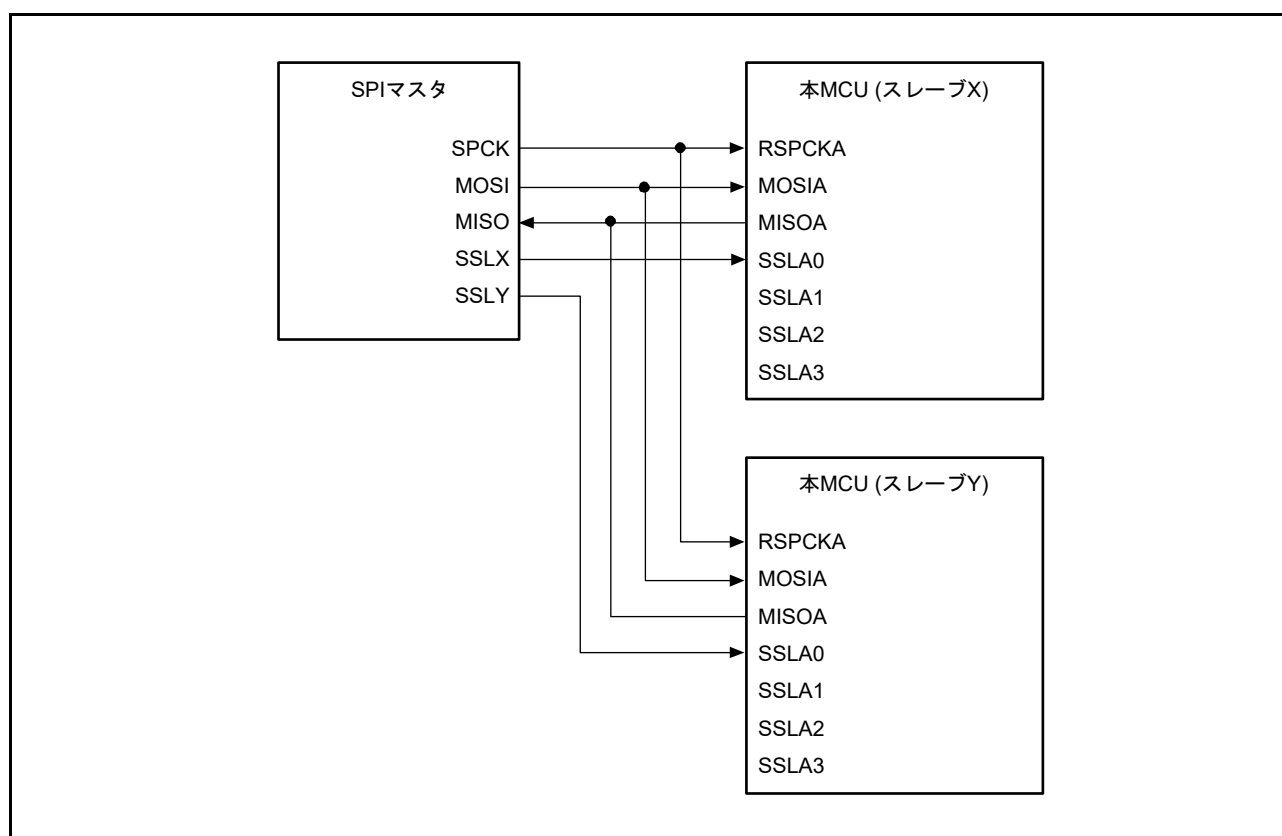 SPIマスタ
SPCK
MOSI
MISO
SSLX
SSLY
本MCU (スレーブX)
RSPCKA
MOSIA
MISOA
SSLA0
SSLA1
SSLA2
SSLA3
本MCU (スレーブY)
RSPCKA
MOSIA
MISOA
SSLA0
SSLA1
SSLA2
SSLA3